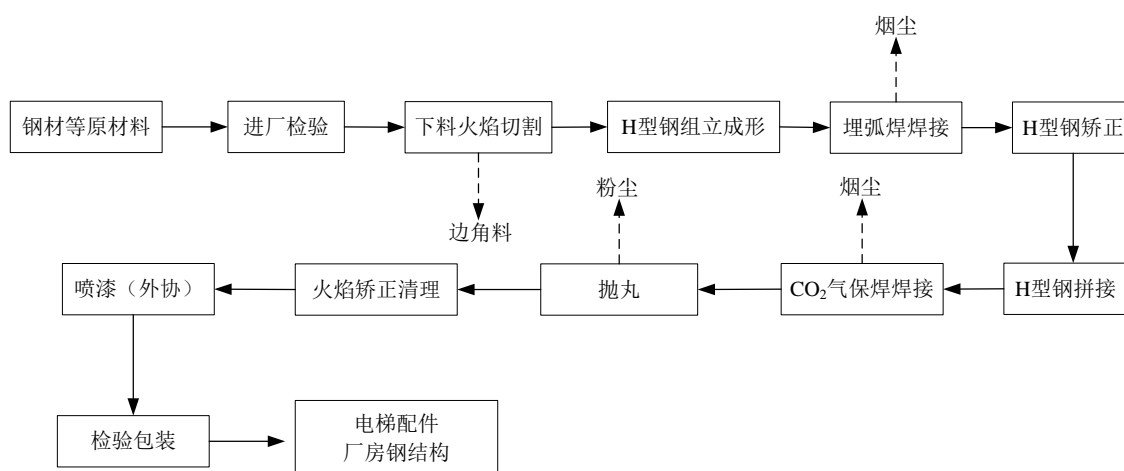 烟尘
钢材等原材料
进厂检验
下料火焰切割
H型钢组立成形
埋弧焊焊接
H型钢矫正
粉尘
烟尘
边角料
喷漆（外协）
火焰矫正清理
抛丸
CO₂气保焊焊接
H型钢拼接
检验包装
电梯配件
厂房钢结构